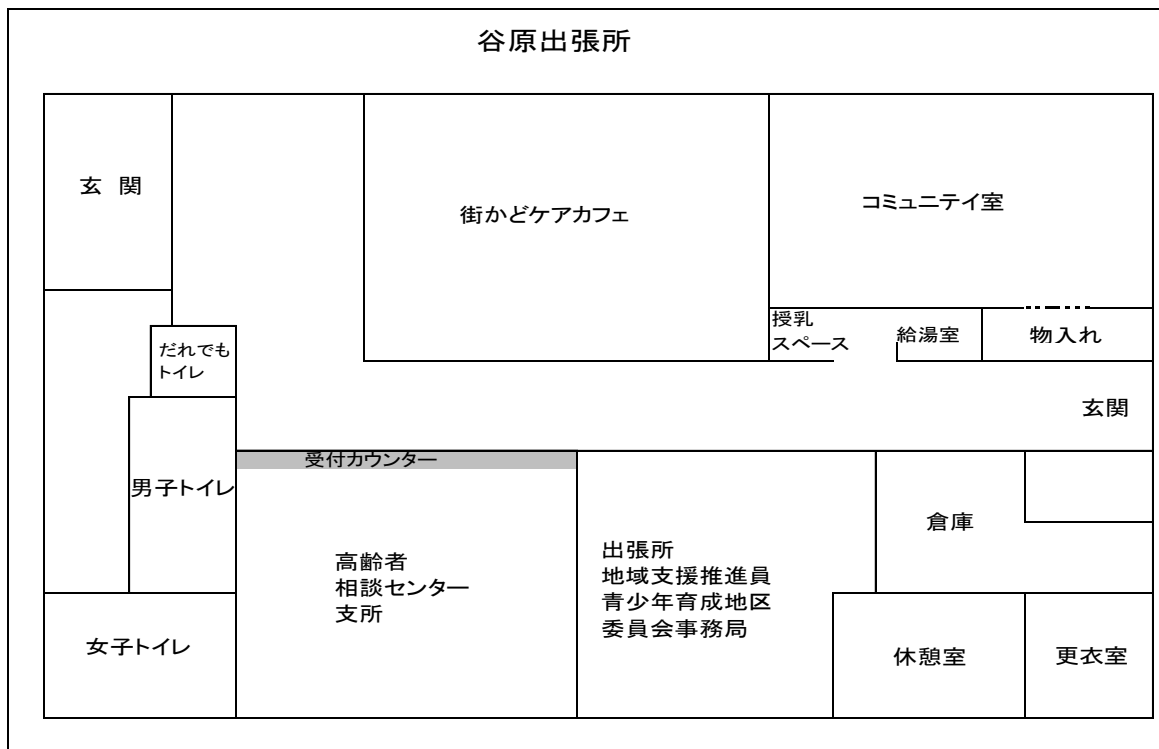 谷原出張所
玄　関
街かどケアカフェ
コミュニテイ室
授乳
スペース
給湯室
物入れ
だれでも
トイレ
玄関
受付カウンター
男子トイレ
高齢者
相談センター
支所
出張所
地域支援推進員
青少年育成地区
委員会事務局
倉庫
女子トイレ
休憩室
更衣室